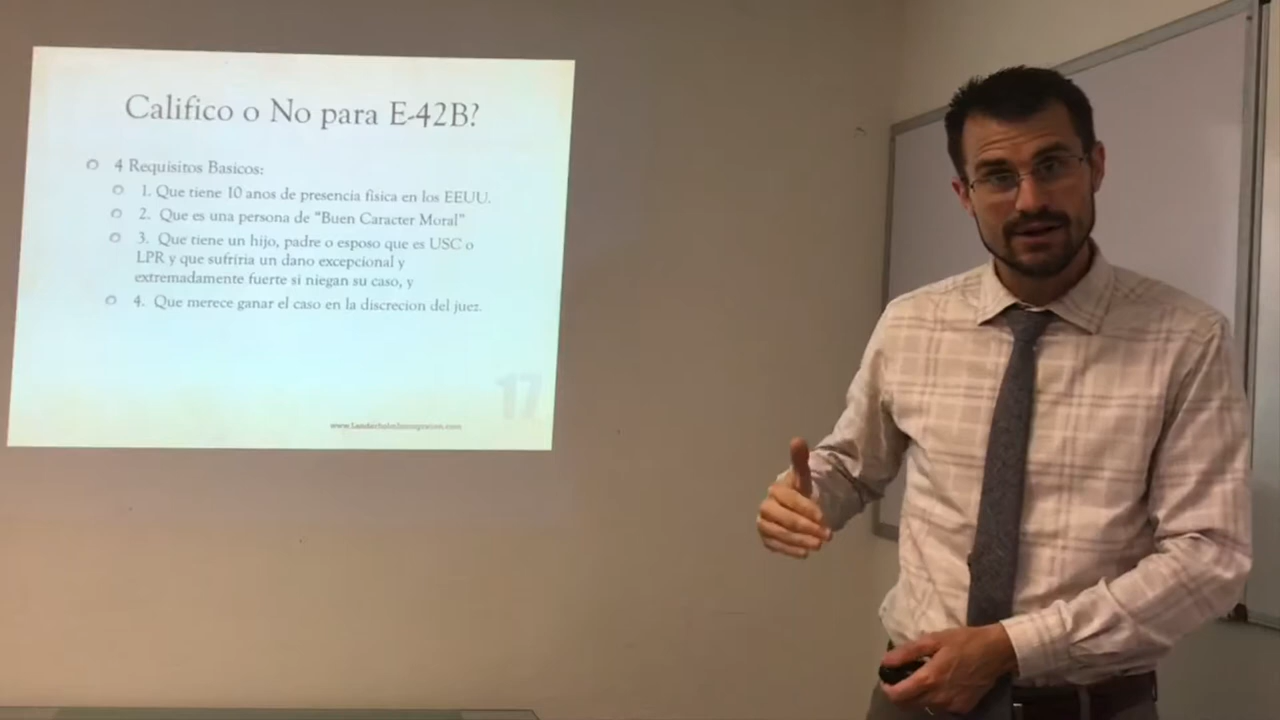 Califico o No para E-42B?
4 Requisitos Basicos:
1. Que tiene 10 anos de presencia fisica en los EEUU.
2. Que es una persona de “Buen Caracter Moral”
3. Que tiene un hijo, padre o esposo que es USC o
LPR y que sufriria un dano excepcional y
extremadamente fuerte si niegan su caso, y
4. Que merece ganar el caso en la discrecion del juez.
17